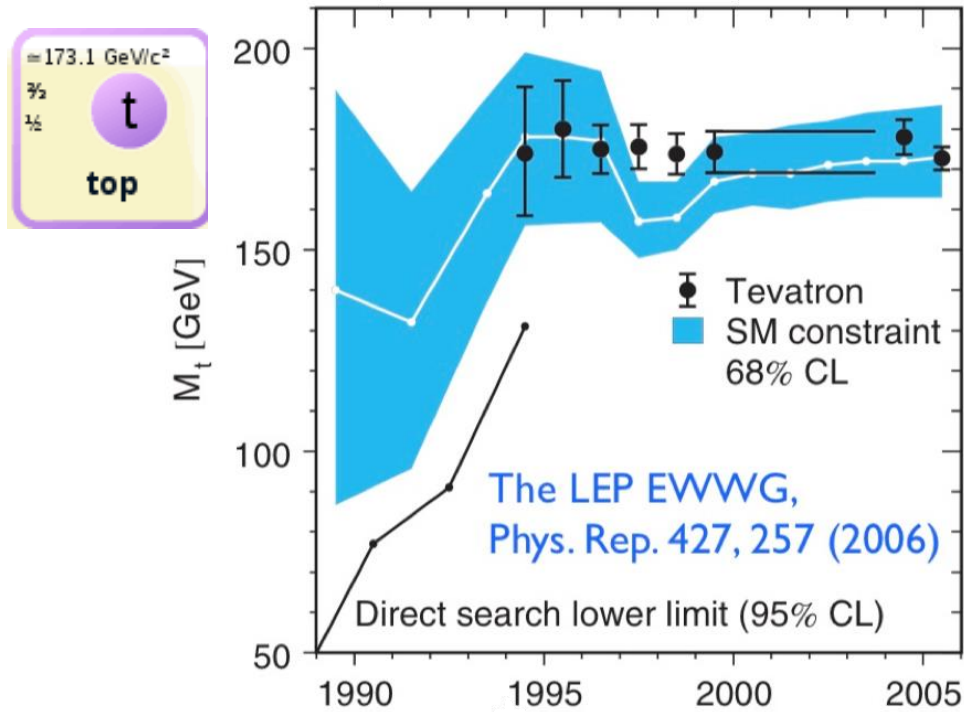 ≃173.1 GeV/c²
⅔
½
t
top
200
150
100
50
M_t [GeV]
Tevatron
SM constraint
68% CL
The LEP EWWG,
Phys. Rep. 427, 257 (2006)
Direct search lower limit (95% CL)
1990
1995
2000
2005